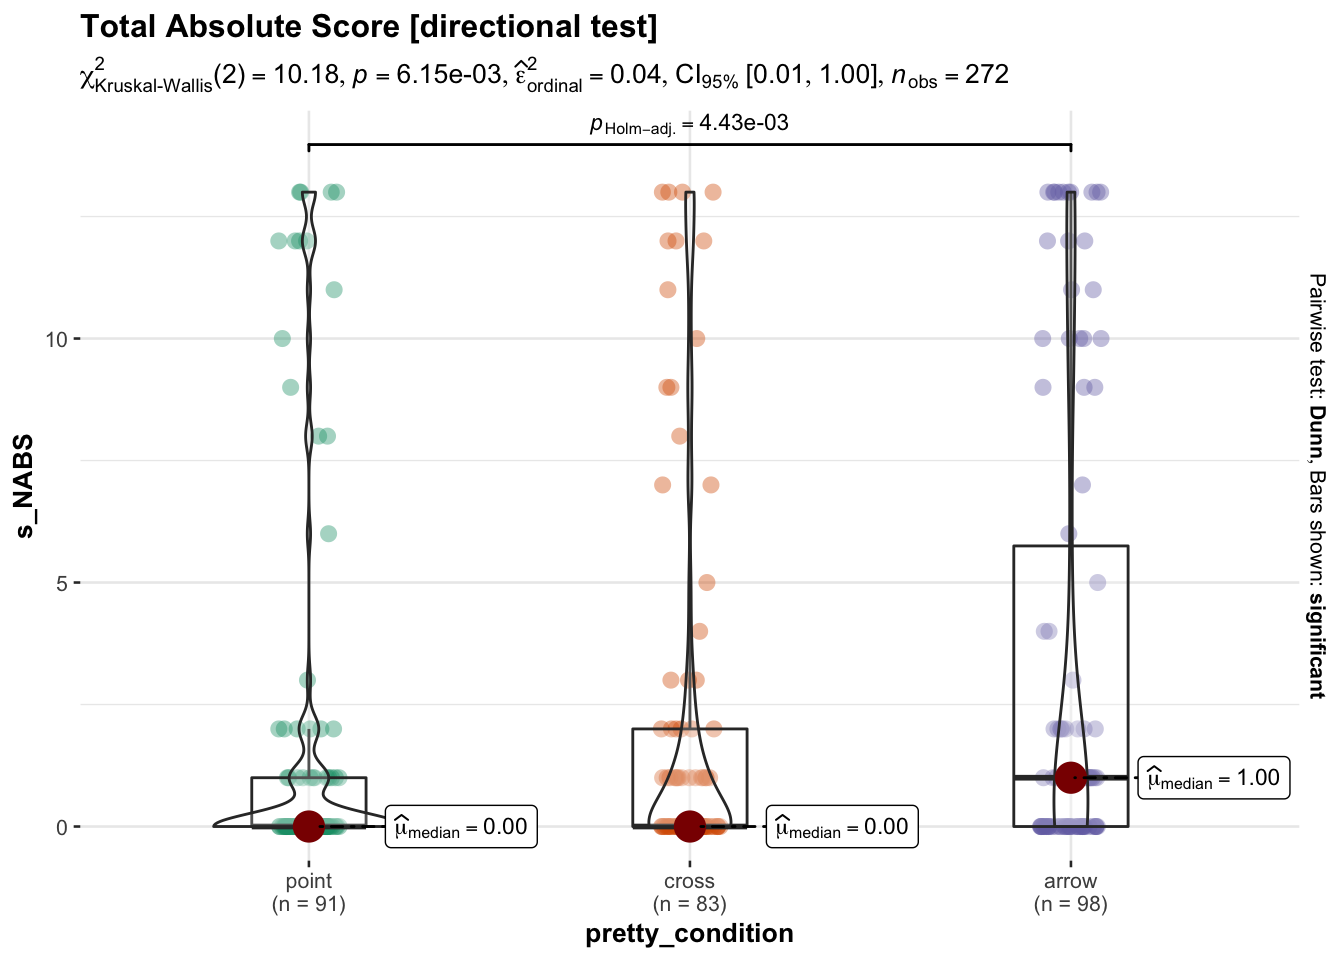 Total Absolute Score [directional test]
χ²Kruskal-Wallis(2) = 10.18, p = 6.15e-03, ε̂²ordinal = 0.04, CI95% [0.01, 1.00], nobs = 272
pHolm−adj. = 4.43e-03
s_NABS
10
5
0
μ̂median = 0.00
μ̂median = 0.00
μ̂median = 1.00
Pairwise test: Dunn, Bars shown: significant
point
(n = 91)
cross
(n = 83)
arrow
(n = 98)
pretty_condition